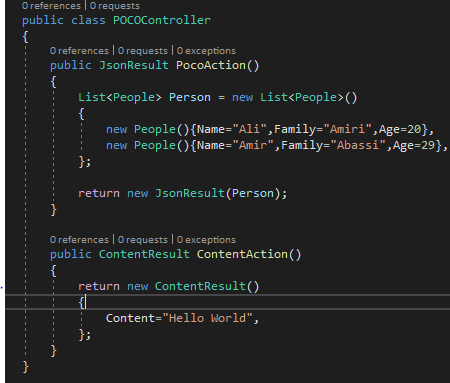 0 references | 0 requests
public class POCOController
{
0 references | 0 requests | 0 exceptions
public JsonResult PocoAction()
{
List<People> Person = new List<People>()
{
new People(){Name="Ali",Family="Amiri",Age=20},
new People(){Name="Amir",Family="Abassi",Age=29},
};
return new JsonResult(Person);
}
0 references | 0 requests | 0 exceptions
public ContentResult ContentAction()
{
return new ContentResult()
{
Content="Hello World",
};
}
}